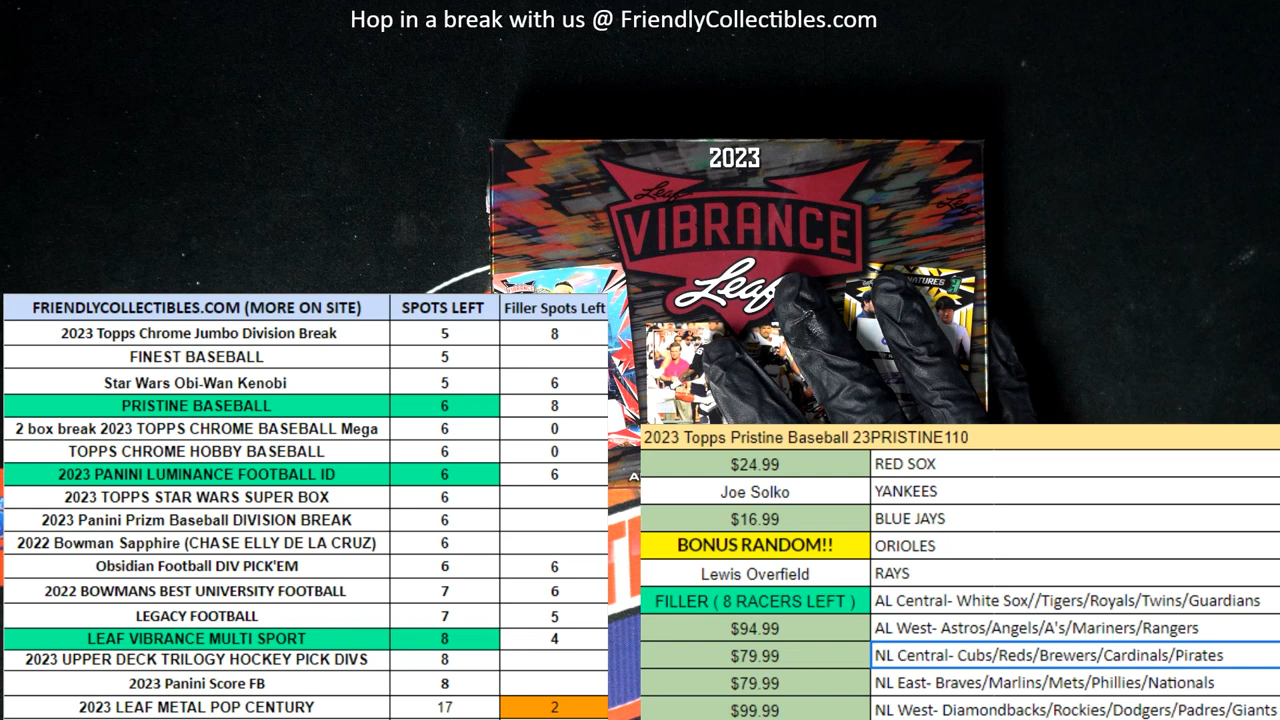 Hop in a break with us @ FriendlyCollectibles.com
2023
Leaf
Leaf
VIBRANCE
Leaf
FRIENDLYCOLLECTIBLES.COM (MORE ON SITE) SPOTS LEFT Filler Spots Left
2023 Topps Chrome Jumbo Division Break 5 8
FINEST BASEBALL 5
Star Wars Obi-Wan Kenobi 5 6
PRISTINE BASEBALL 6 8
2 box break 2023 TOPPS CHROME BASEBALL Mega 6 0
TOPPS CHROME HOBBY BASEBALL 6 0
2023 PANINI LUMINANCE FOOTBALL ID 6 6
2023 TOPPS STAR WARS SUPER BOX 6
2023 Panini Prizm Baseball DIVISION BREAK 6
2022 Bowman Sapphire (CHASE ELLY DE LA CRUZ) 6
Obsidian Football DIV PICK'EM 6 6
2022 BOWMANS BEST UNIVERSITY FOOTBALL 7 6
LEGACY FOOTBALL 7 5
LEAF VIBRANCE MULTI SPORT 8 4
2023 UPPER DECK TRILOGY HOCKEY PICK DIVS 8
2023 Panini Score FB 8
2023 LEAF METAL POP CENTURY 17 2
2023 Topps Pristine Baseball 23PRISTINE110
$24.99 RED SOX
Joe Solko YANKEES
$16.99 BLUE JAYS
BONUS RANDOM!! ORIOLES
Lewis Overfield RAYS
FILLER ( 8 RACERS LEFT ) AL Central- White Sox//Tigers/Royals/Twins/Guardians
$94.99 AL West- Astros/Angels/A's/Mariners/Rangers
$79.99 NL Central- Cubs/Reds/Brewers/Cardinals/Pirates
$79.99 NL East- Braves/Marlins/Mets/Phillies/Nationals
$99.99 NL West- Diamondbacks/Rockies/Dodgers/Padres/Giants